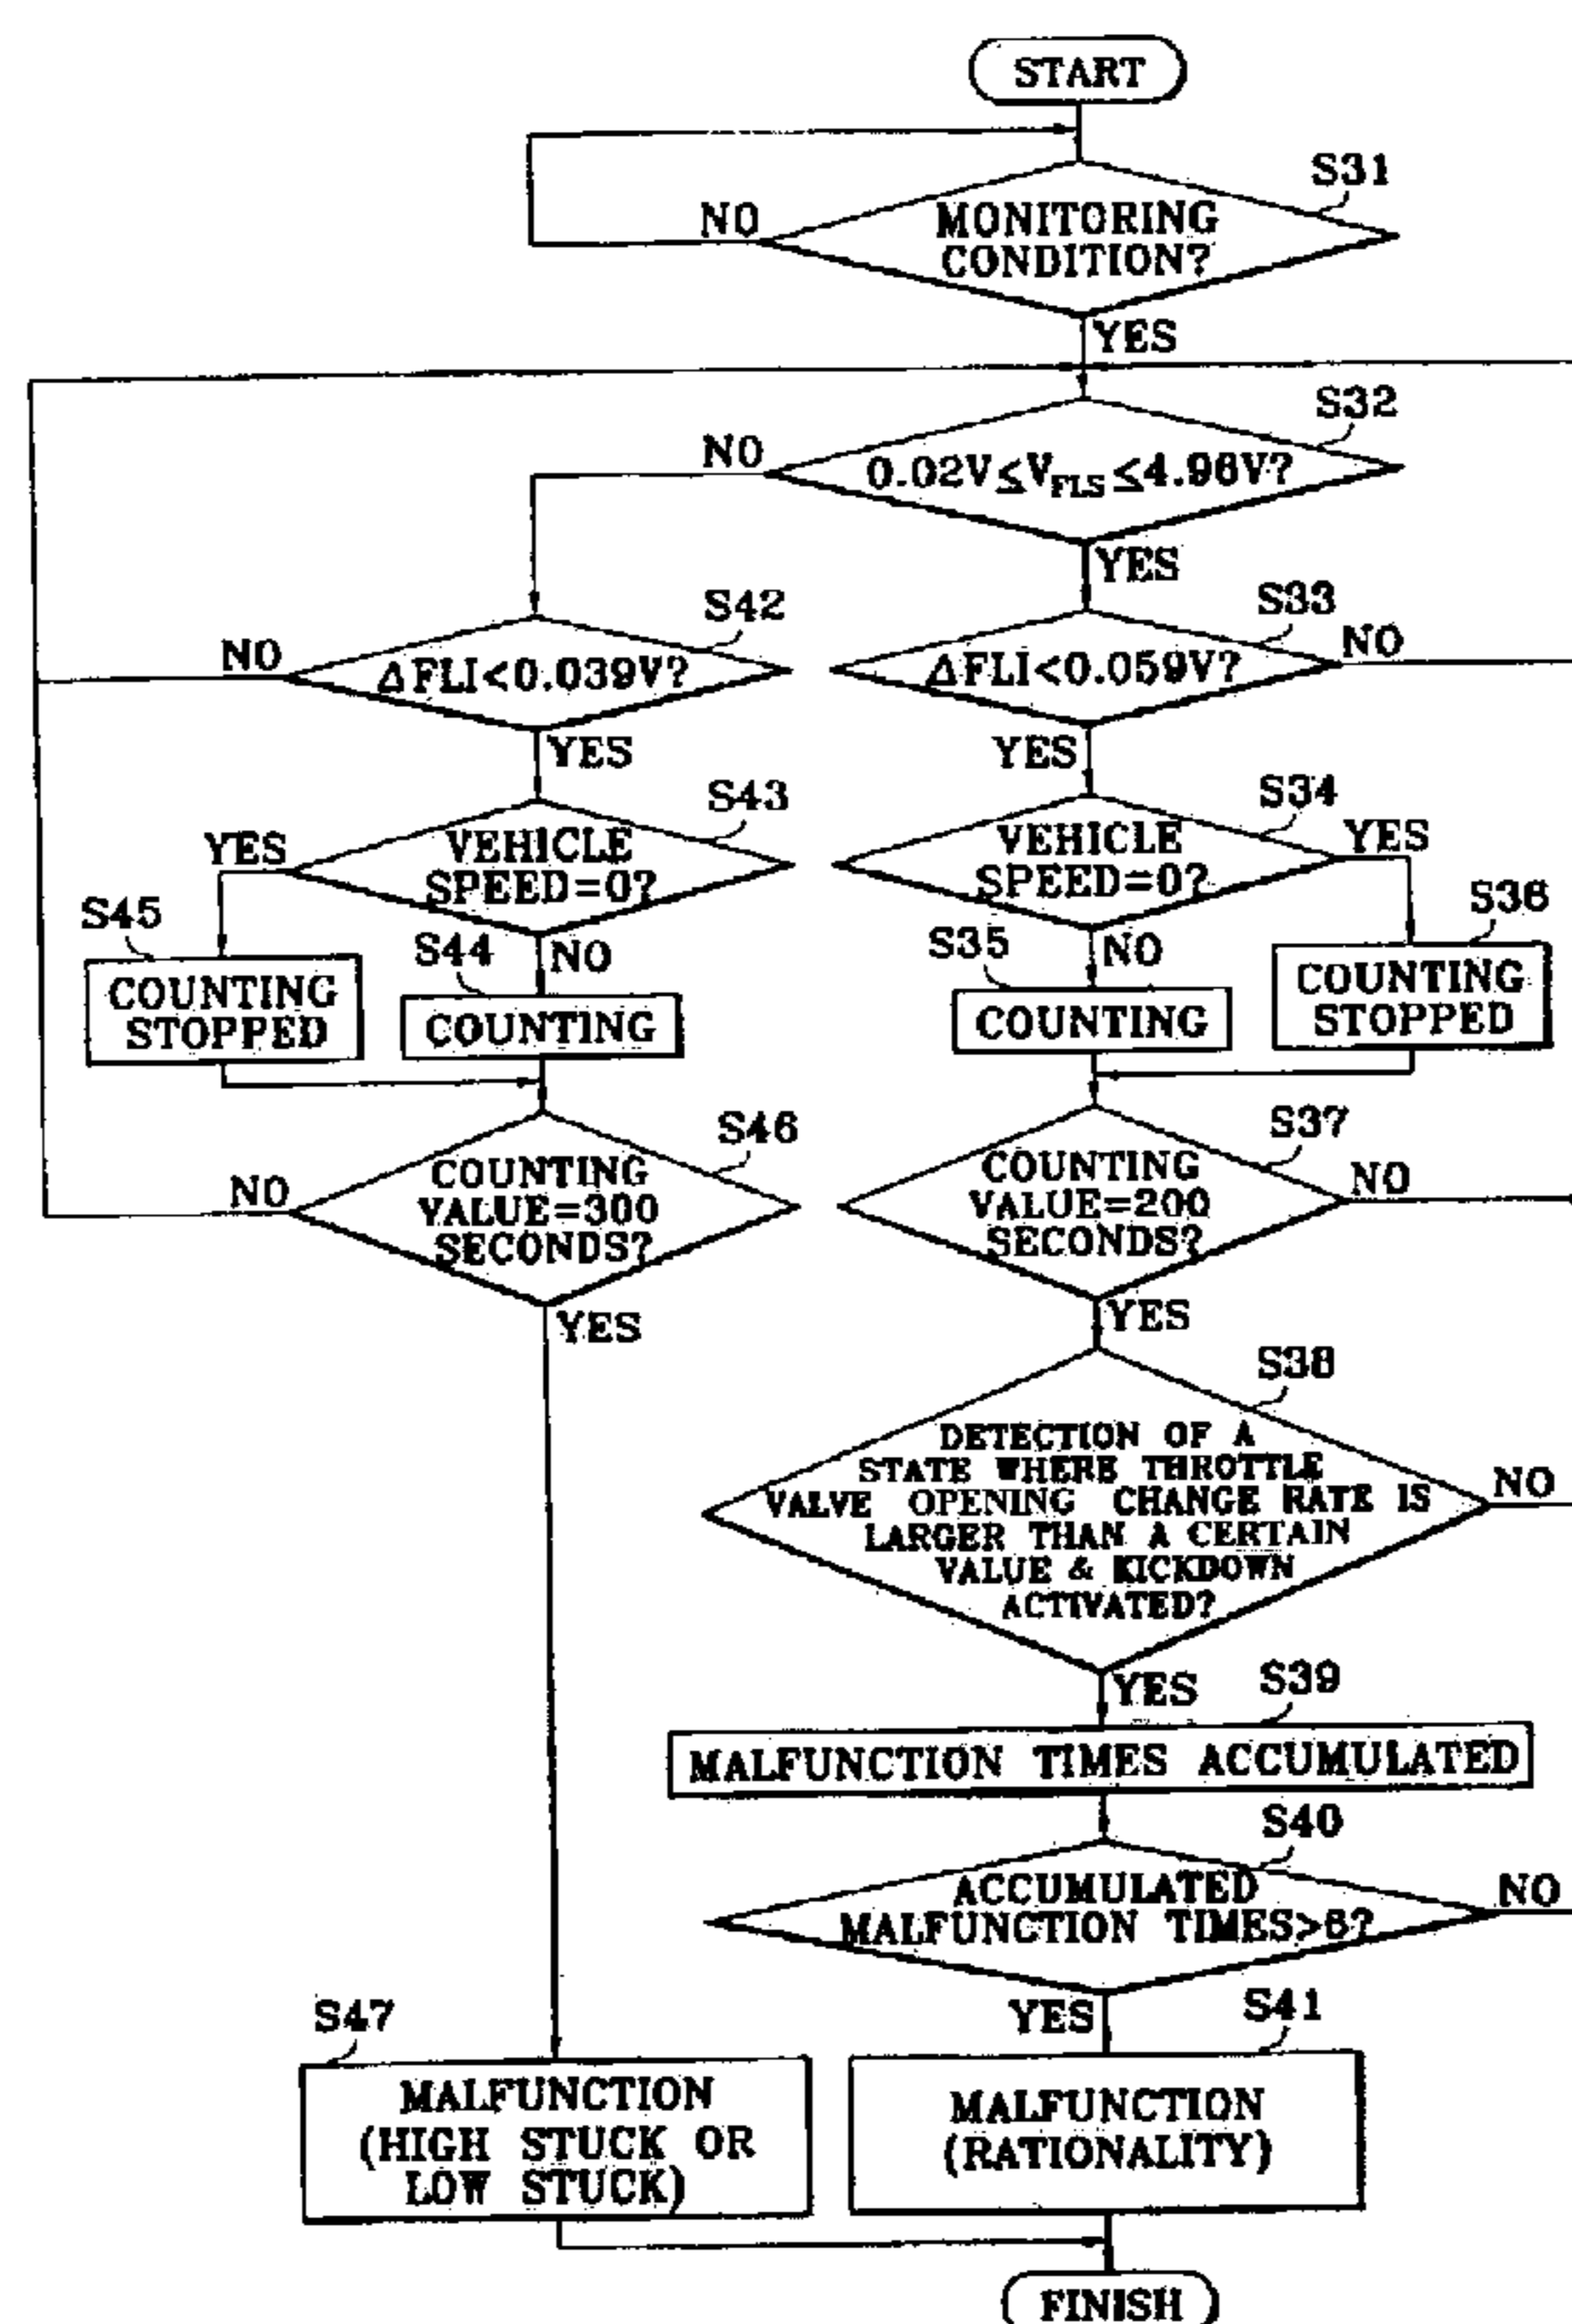 START
S31
NO
MONITORING
CONDITION?
YES
S32
NO
0.02V≤V_FLS≤4.96V?
YES
S42
S33
NO
ΔFLI<0.039V?
ΔFLI<0.059V?
NO
YES
YES
S43
S34
YES
VEHICLE
SPEED=0?
VEHICLE
SPEED=0?
YES
S45
S44
NO
S35
NO
S36
COUNTING
STOPPED
COUNTING
COUNTING
COUNTING
STOPPED
S46
S37
NO
COUNTING
VALUE=300
SECONDS?
COUNTING
VALUE=200
SECONDS?
NO
YES
YES
S38
DETECTION OF A
STATE WHERE THROTTLE
VALVE OPENING CHANGE RATE IS
LARGER THAN A CERTAIN
VALUE & KICKDOWN
ACTIVATED?
NO
YES
S39
MALFUNCTION TIMES ACCUMULATED
S40
ACCUMULATED
MALFUNCTION TIMES>6?
NO
S47
YES
S41
MALFUNCTION
(HIGH STUCK OR
LOW STUCK)
MALFUNCTION
(RATIONALITY)
FINISH